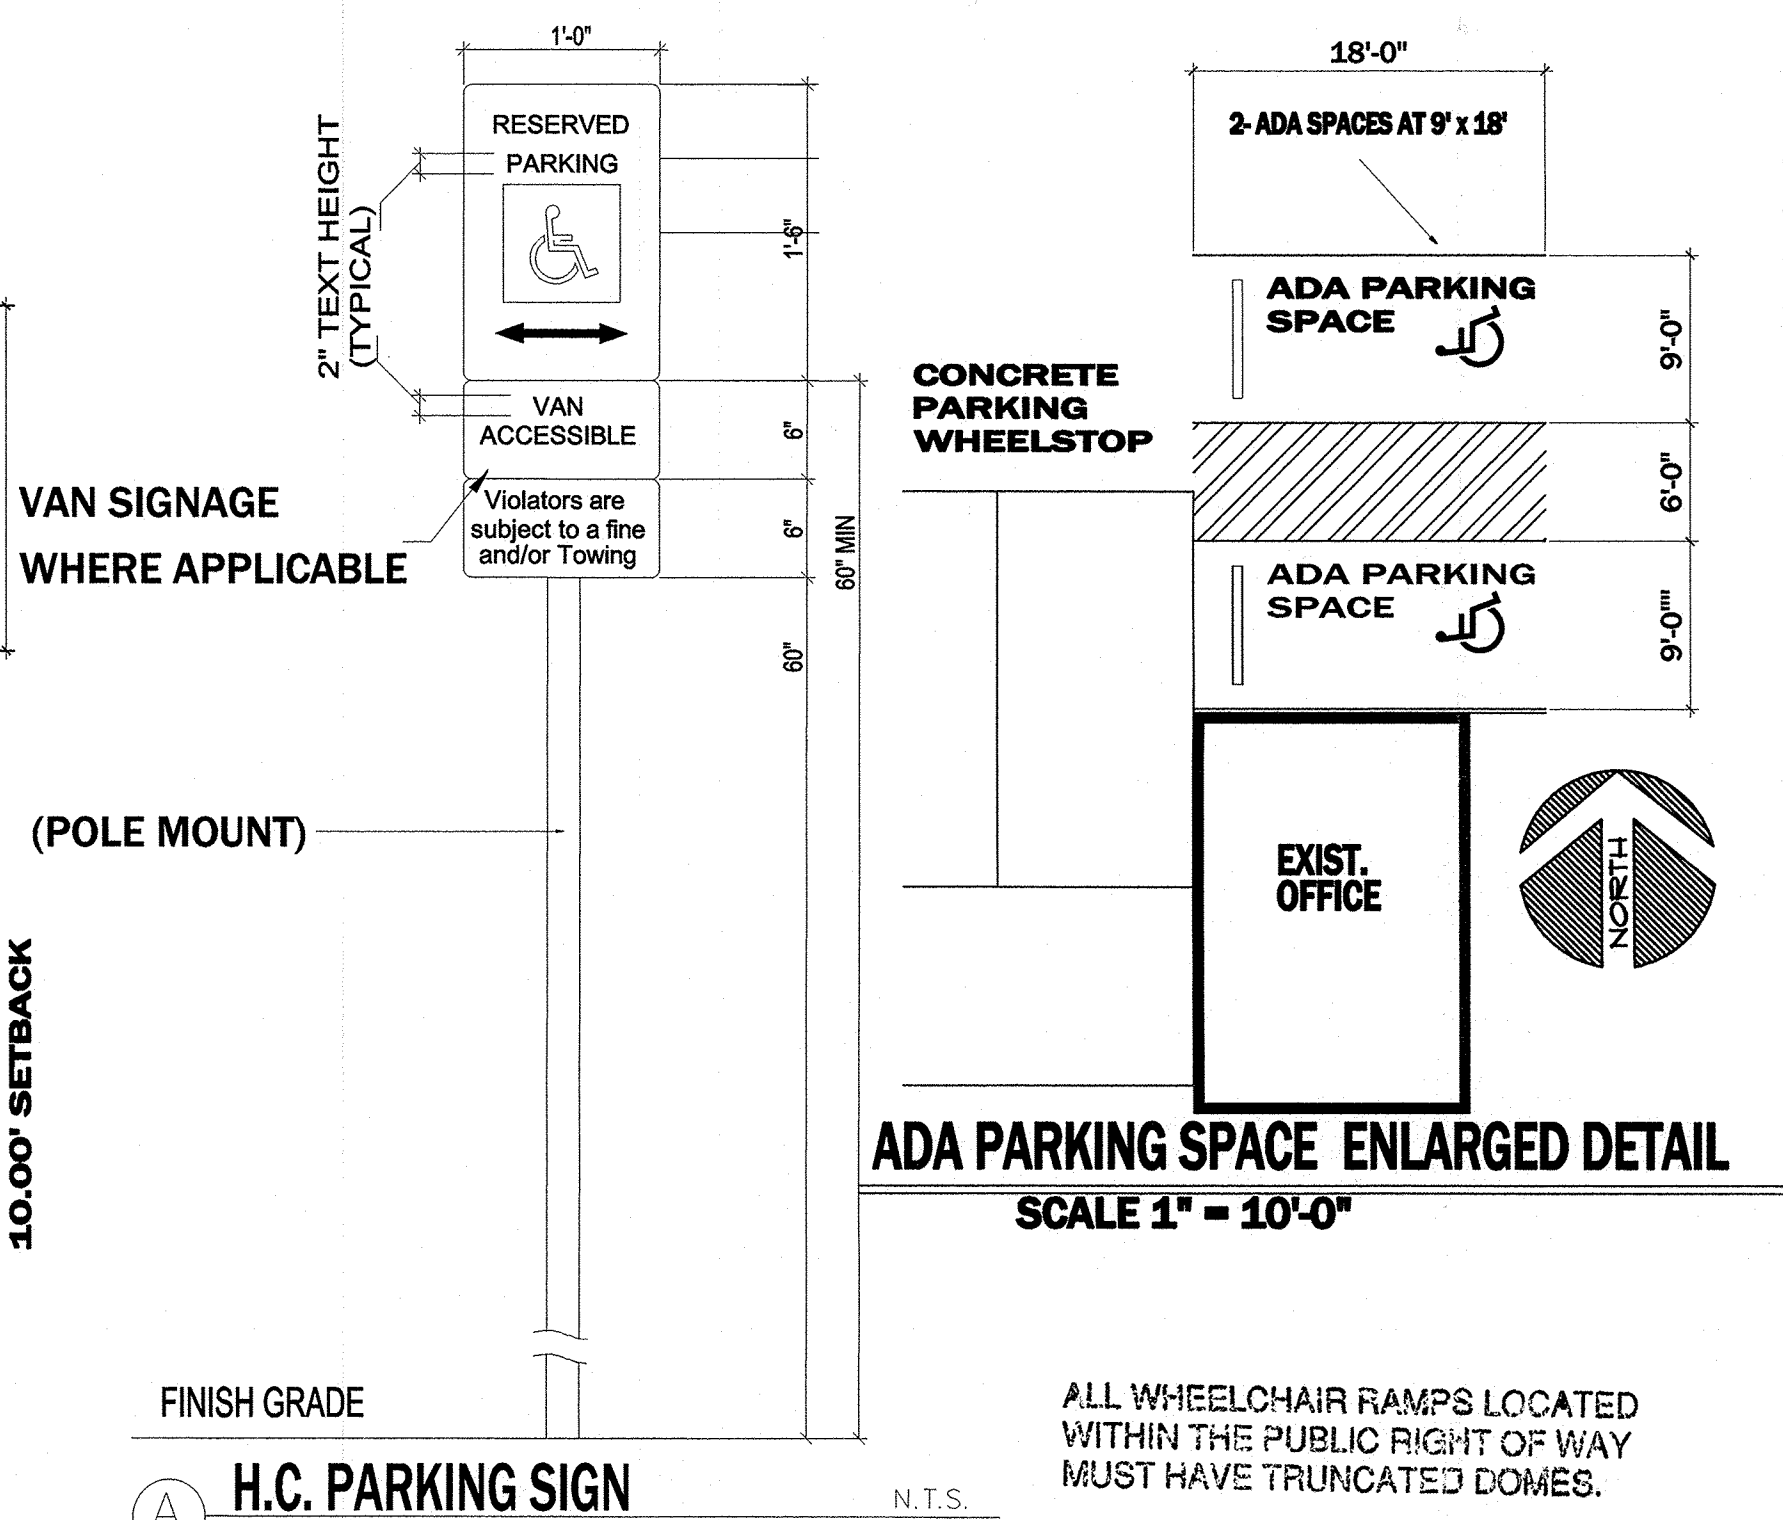 1'-0"
RESERVED
PARKING
2" TEXT HEIGHT
(TYPICAL)
1'-6"
VAN
ACCESSIBLE
6"
Violators are
subject to a fine
and/or Towing
6"
60" MIN
60"
VAN SIGNAGE
WHERE APPLICABLE
(POLE MOUNT)
10.00' SETBACK
FINISH GRADE
A
H.C. PARKING SIGN
N.T.S.
18'-0"
2- ADA SPACES AT 9' x 18'
ADA PARKING
SPACE
9'-0"
CONCRETE
PARKING
WHEELSTOP
6'-0"
ADA PARKING
SPACE
9'-0""
EXIST.
OFFICE
NORTH
ADA PARKING SPACE ENLARGED DETAIL
SCALE 1" = 10'-0"
ALL WHEELCHAIR RAMPS LOCATED
WITHIN THE PUBLIC RIGHT OF WAY
MUST HAVE TRUNCATED DOMES.